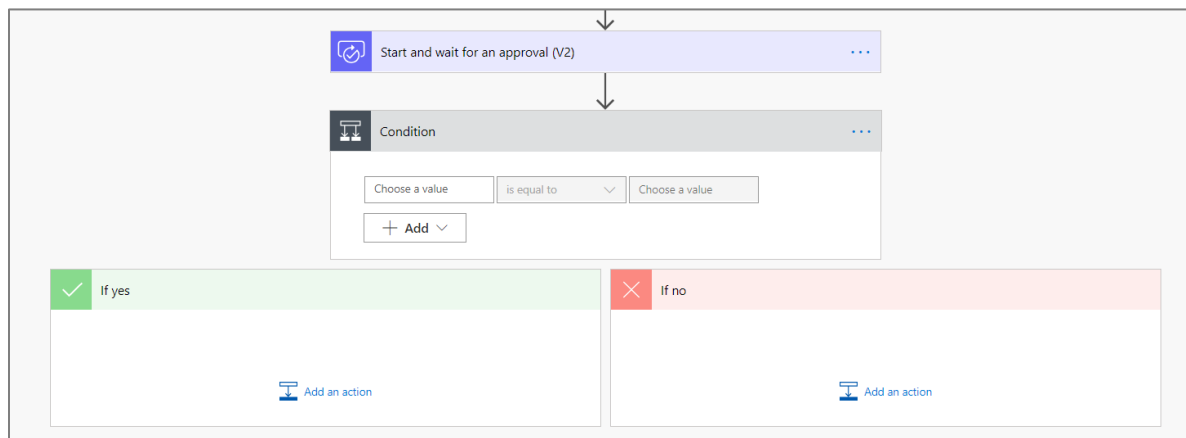 Start and wait for an approval (V2)
Condition
Choose a value is equal to Choose a value
Add
If yes If no
Add an action Add an action